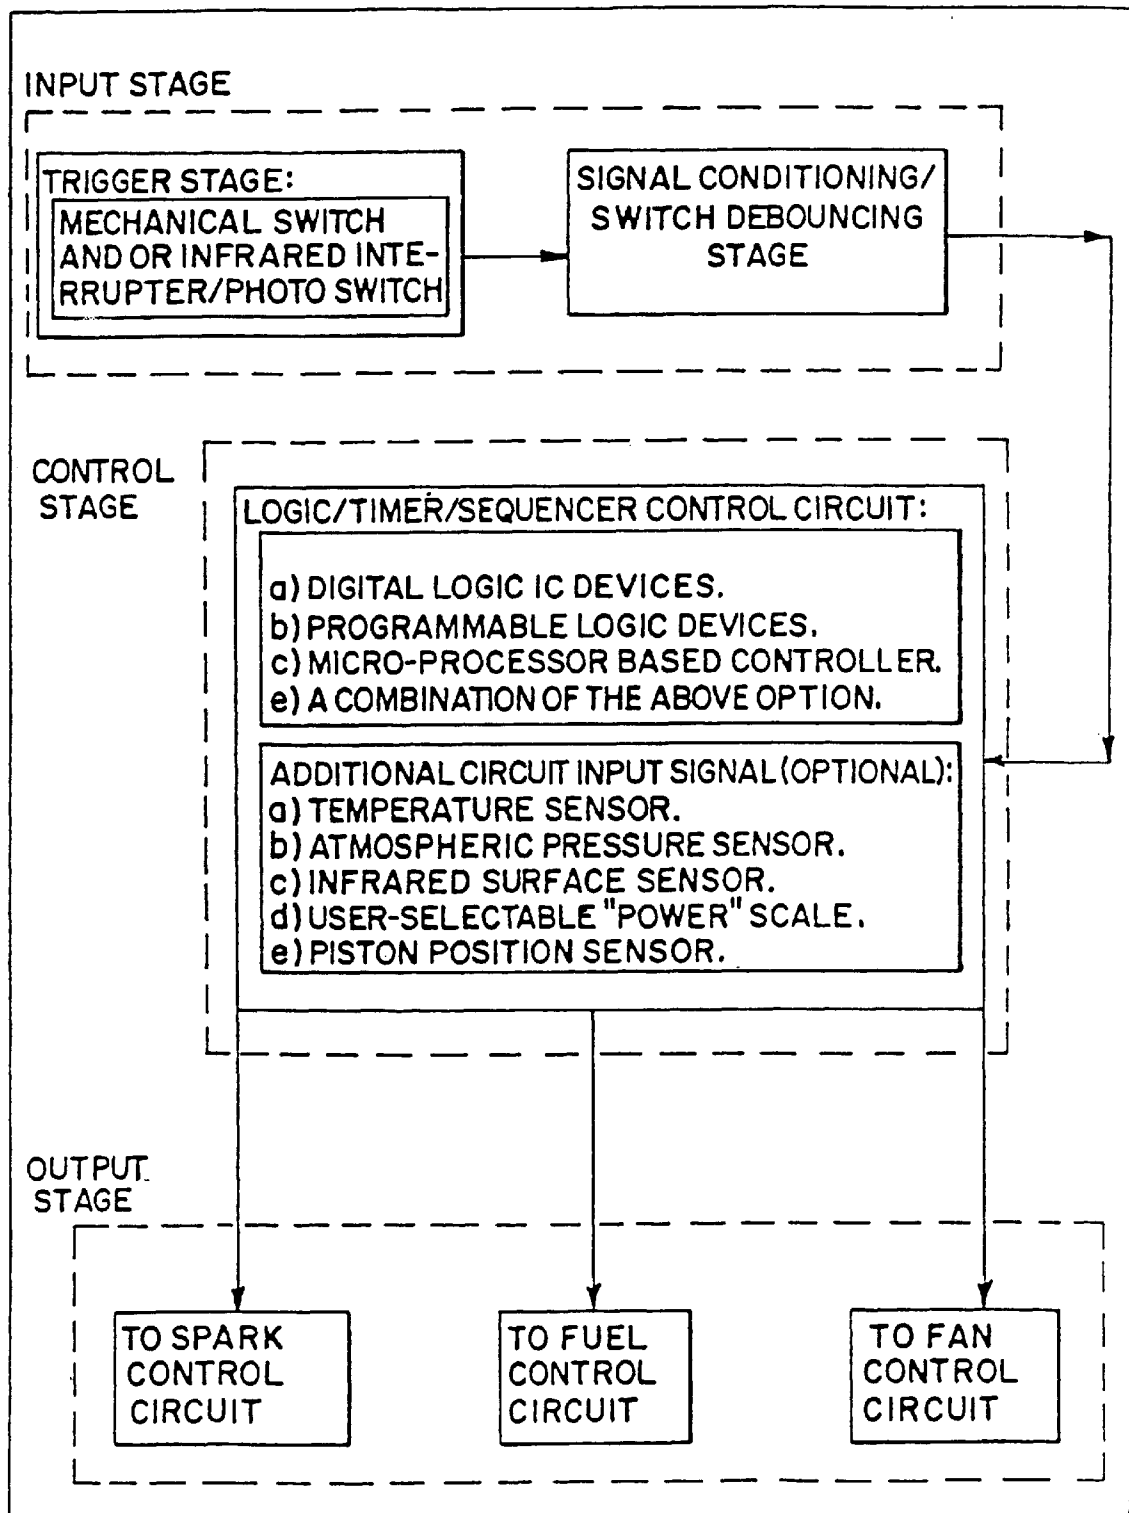 INPUT STAGE
TRIGGER STAGE:
MECHANICAL SWITCH
AND OR INFRARED INTE-
RRUPTER/PHOTO SWITCH
SIGNAL CONDITIONING/
SWITCH DEBOUNCING
STAGE
CONTROL
STAGE
LOGIC/TIMER/SEQUENCER CONTROL CIRCUIT:
a) DIGITAL LOGIC IC DEVICES.
b) PROGRAMMABLE LOGIC DEVICES.
c) MICRO-PROCESSOR BASED CONTROLLER.
e) A COMBINATION OF THE ABOVE OPTION.
ADDITIONAL CIRCUIT INPUT SIGNAL (OPTIONAL):
a) TEMPERATURE SENSOR.
b) ATMOSPHERIC PRESSURE SENSOR.
c) INFRARED SURFACE SENSOR.
d) USER-SELECTABLE "POWER" SCALE.
e) PISTON POSITION SENSOR.
OUTPUT
STAGE
TO SPARK
CONTROL
CIRCUIT
TO FUEL
CONTROL
CIRCUIT
TO FAN
CONTROL
CIRCUIT